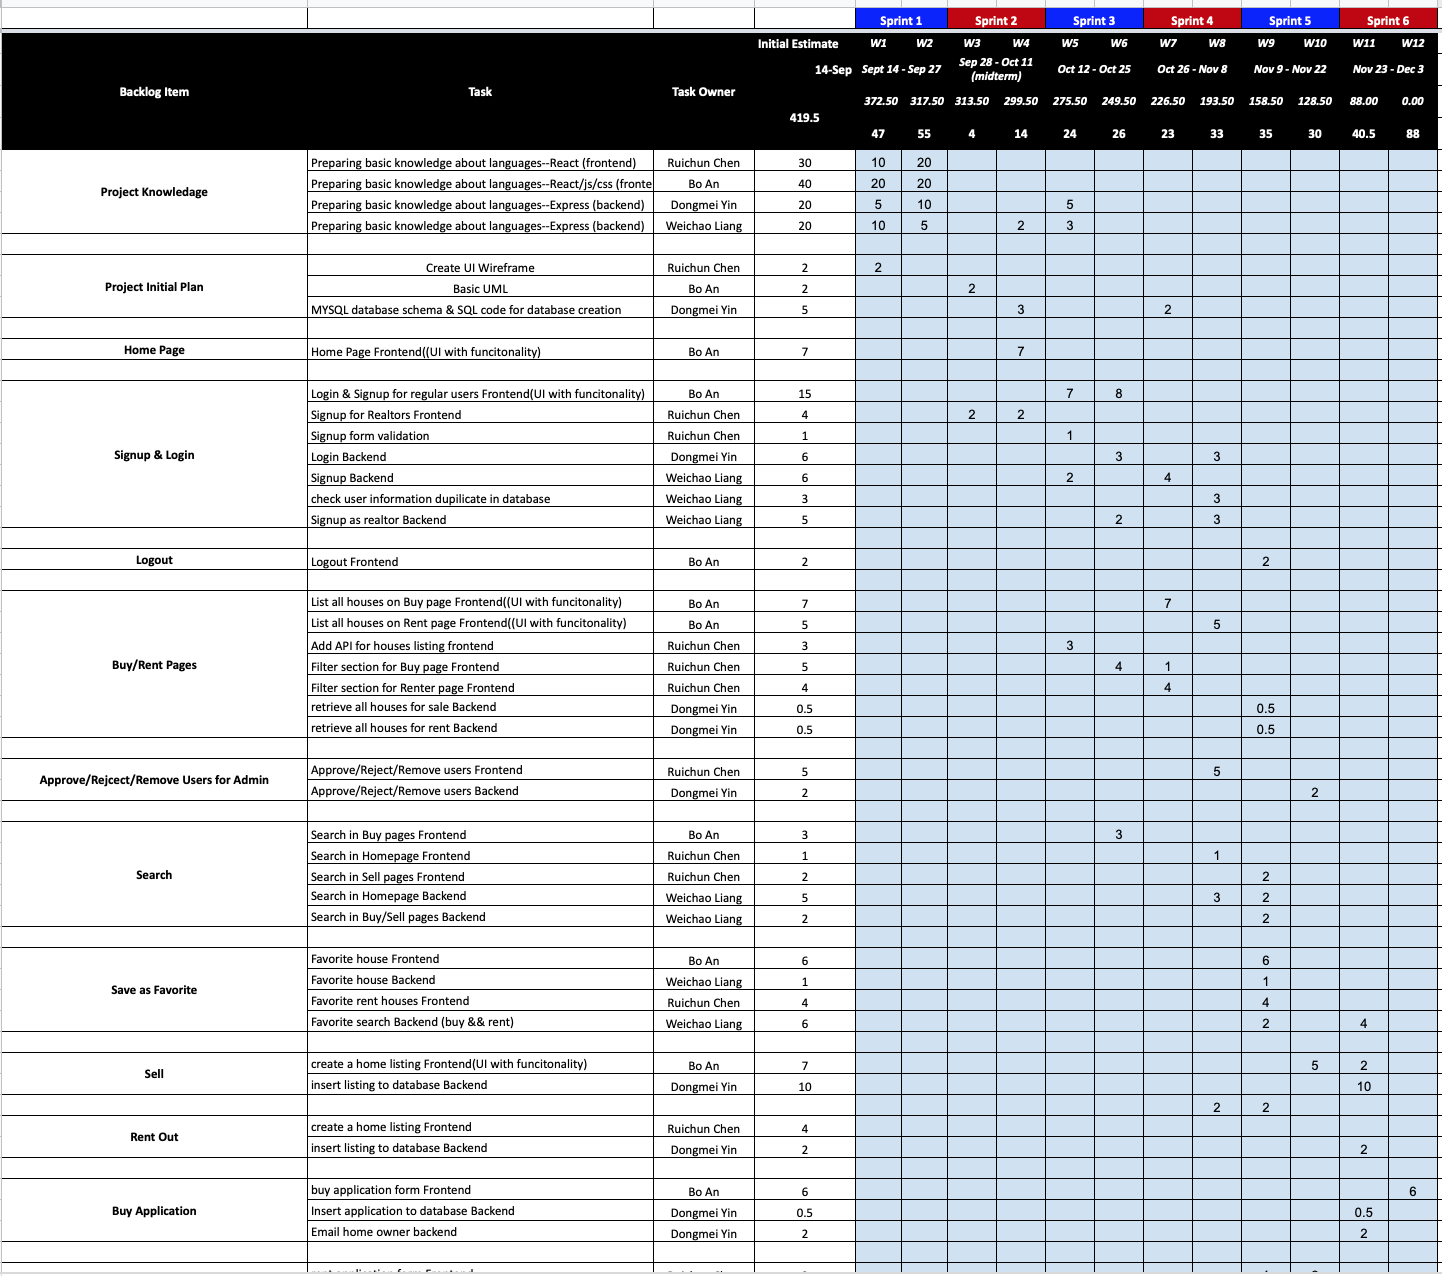 Sprint 1 Sprint 2 Sprint 3 Sprint 4 Sprint 5 Sprint 6
Initial Estimate W1 W2 W3 W4 W5 W6 W7 W8 W9 W10 W11 W12
14-Sep Sept 14 - Sep 27 Sep 28 - Oct 11 (midterm) Oct 12 - Oct 25 Oct 26 - Nov 8 Nov 9 - Nov 22 Nov 23 - Dec 3
Backlog Item Task Task Owner
372.50 317.50 313.50 299.50 275.50 249.50 226.50 193.50 158.50 128.50 88.00 0.00
419.5
47 55 4 14 24 26 23 33 35 30 40.5 88
Project Knowledage
Preparing basic knowledge about languages--React (frontend) Ruichun Chen 30 10 20
Preparing basic knowledge about languages--React/js/css (fronte Bo An 40 20 20
Preparing basic knowledge about languages--Express (backend) Dongmei Yin 20 5 10 5
Preparing basic knowledge about languages--Express (backend) Weichao Liang 20 10 5 2 3
Project Initial Plan
Create UI Wireframe Ruichun Chen 2 2
Basic UML Bo An 2 2
MYSQL database schema & SQL code for database creation Dongmei Yin 5 3 2
Home Page Home Page Frontend((UI with funcitonality) Bo An 7 7
Signup & Login
Login & Signup for regular users Frontend(UI with funcitonality) Bo An 15 7 8
Signup for Realtors Frontend Ruichun Chen 4 2 2
Signup form validation Ruichun Chen 1 1
Login Backend Dongmei Yin 6 3 3
Signup Backend Weichao Liang 6 2 4
check user information dupilicate in database Weichao Liang 3 3
Signup as realtor Backend Weichao Liang 5 2 3
Logout Logout Frontend Bo An 2 2
Buy/Rent Pages
List all houses on Buy page Frontend((UI with funcitonality) Bo An 7 7
List all houses on Rent page Frontend((UI with funcitonality) Bo An 5 5
Add API for houses listing frontend Ruichun Chen 3 3
Filter section for Buy page Frontend Ruichun Chen 5 4 1
Filter section for Renter page Frontend Ruichun Chen 4 4
retrieve all houses for sale Backend Dongmei Yin 0.5 0.5
retrieve all houses for rent Backend Dongmei Yin 0.5 0.5
Approve/Rejcect/Remove Users for Admin
Approve/Reject/Remove users Frontend Ruichun Chen 5 5
Approve/Reject/Remove users Backend Dongmei Yin 2 2
Search
Search in Buy pages Frontend Bo An 3 3
Search in Homepage Frontend Ruichun Chen 1 1
Search in Sell pages Frontend Ruichun Chen 2 2
Search in Homepage Backend Weichao Liang 5 3 2
Search in Buy/Sell pages Backend Weichao Liang 2 2
Save as Favorite
Favorite house Frontend Bo An 6 6
Favorite house Backend Weichao Liang 1 1
Favorite rent houses Frontend Ruichun Chen 4 4
Favorite search Backend (buy && rent) Weichao Liang 6 2 4
Sell
create a home listing Frontend(UI with funcitonality) Bo An 7 5 2
insert listing to database Backend Dongmei Yin 10 10
2 2
Rent Out
create a home listing Frontend Ruichun Chen 4
insert listing to database Backend Dongmei Yin 2 2
Buy Application
buy application form Frontend Bo An 6 6
Insert application to database Backend Dongmei Yin 0.5 0.5
Email home owner backend Dongmei Yin 2 2